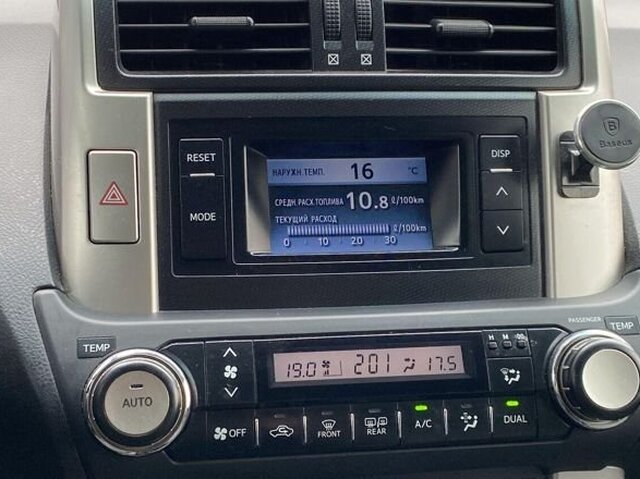 RESET
DISP
MODE
НАРУЖН.ТЕМП. 16 °C
СРЕДН.РАСХ.ТОПЛИВА 10.8 ℓ/100km
ТЕКУЩИЙ РАСХОД
ℓ/100km
0 10 20 30
Baseus
PASSENGER
TEMP
TEMP
19.0 20:1 17.5
AUTO
OFF
FRONT
REAR
A/C
DUAL